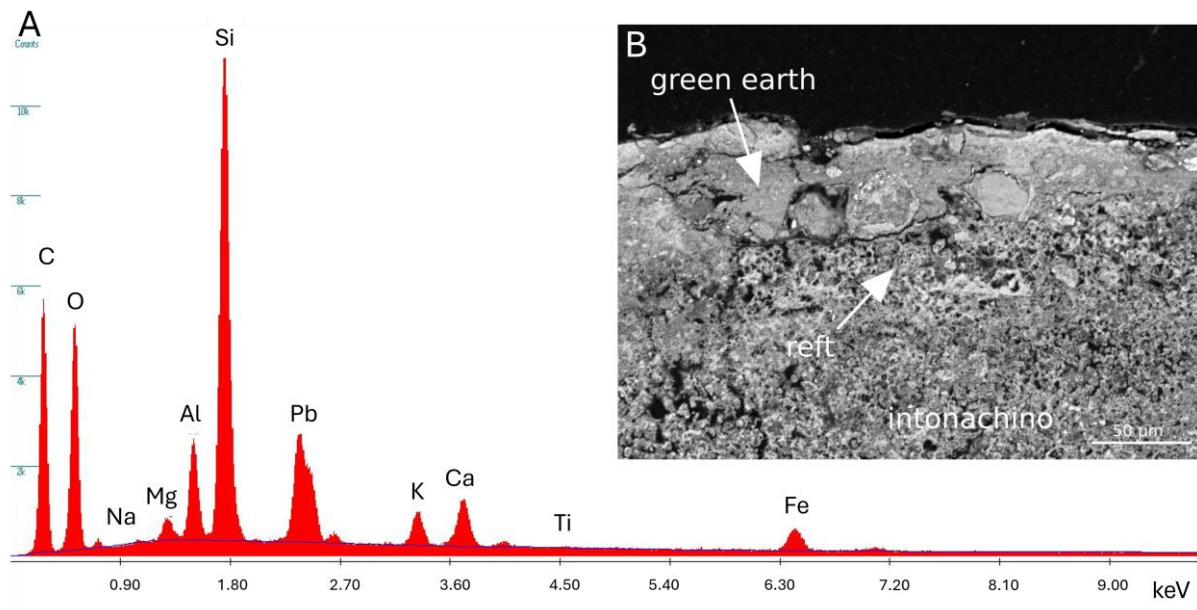 A
Counts
10k
8k
6k
4k
2k
C
O
Na
Mg
Al
Si
Pb
K
Ca
Ti
Fe
0.90 1.80 2.70 3.60 4.50 5.40 6.30 7.20 8.10 9.00 keV
B
green earth
reft
intonachino
50 µm